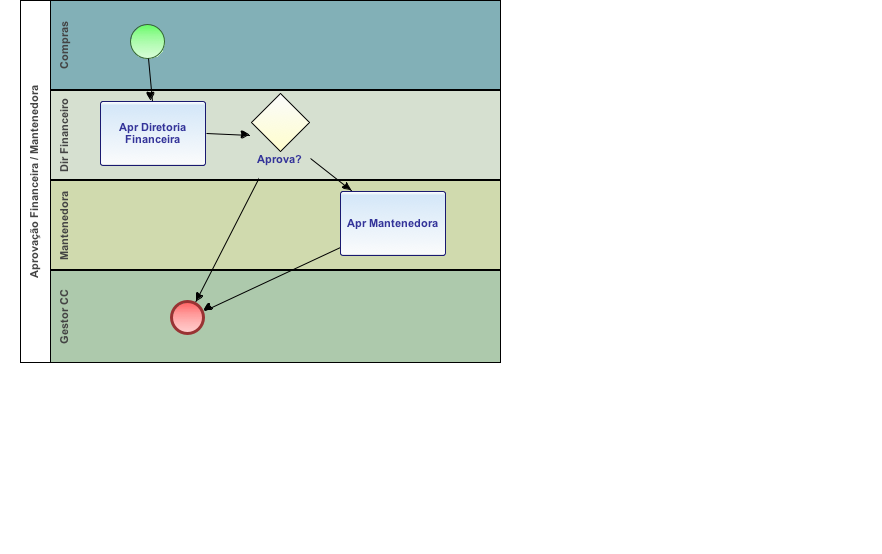 Aprovação Financeira / Mantenedora
Compras
Dir Financeiro
Apr Diretoria
Financeira
Aprova?
Mantenedora
Apr Mantenedora
Gestor CC